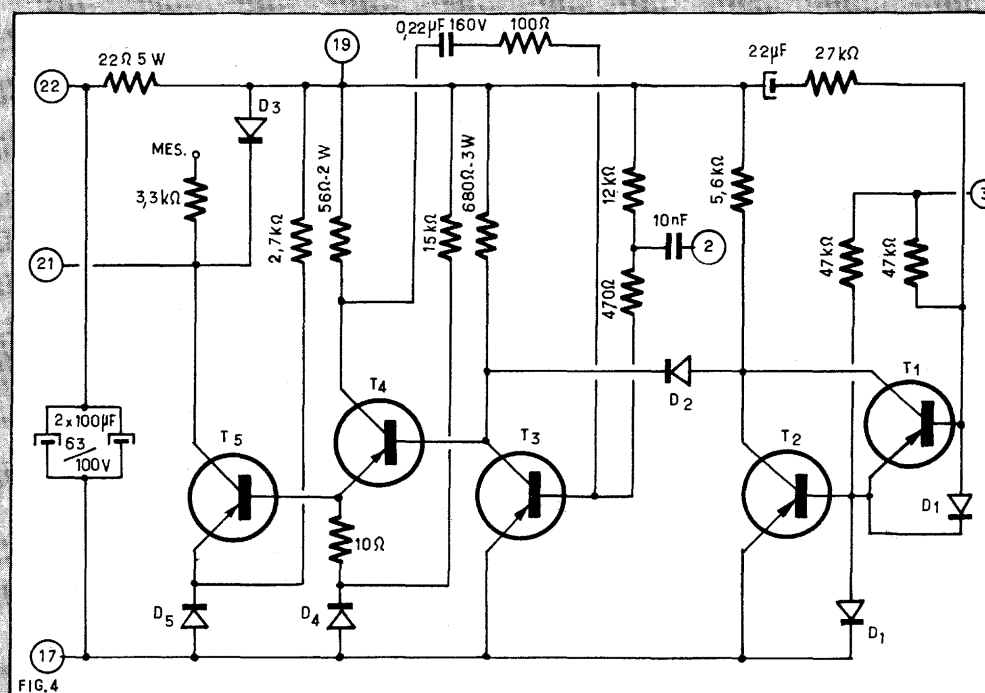 0,22µF 160V
100Ω
19
22
22Ω 5W
D3
22µF
27kΩ
MES.
3,3kΩ
2,7kΩ
56Ω-2W
15kΩ
680Ω-3W
12kΩ
10nF
2
5,6kΩ
47kΩ
47kΩ
21
470Ω
D2
T1
T4
2x100µF
63/100V
T5
T3
T2
D1
10Ω
D5
D4
D1
17
FIG.4